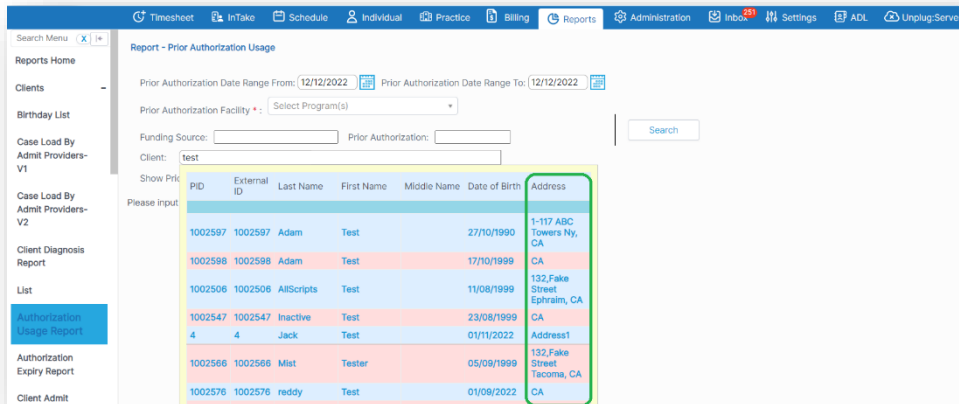 Timesheet InTake Schedule Individual Practice Billing Reports Administration Inbox 251 Settings ADL Unplug:Serve
Search Menu X
Reports Home
Clients –
Birthday List
Case Load By
Admit Providers-
V1
Case Load By
Admit Providers-
V2
Client Diagnosis
Report
List
Authorization
Usage Report
Authorization
Expiry Report
Client Admit
Report - Prior Authorization Usage
Prior Authorization Date Range From: 12/12/2022 Prior Authorization Date Range To: 12/12/2022
Prior Authorization Facility * : Select Program(s)
Funding Source: Prior Authorization: Search
Client: test
Show Pri
Please input
PID External ID Last Name First Name Middle Name Date of Birth Address
1002597 1002597 Adam Test 27/10/1990 1-117 ABC
Towers Ny,
CA
1002598 1002598 Adam Test 17/10/1999 CA
1002506 1002506 AllScripts Test 11/08/1999 132,Fake
Street
Ephraim, CA
1002547 1002547 Inactive Test 23/08/1999 CA
4 4 Jack Test 01/11/2022 Address1
1002566 1002566 Mist Tester 05/09/1999 132,Fake
Street
Tacoma, CA
1002576 1002576 reddy Test 01/09/2022 CA